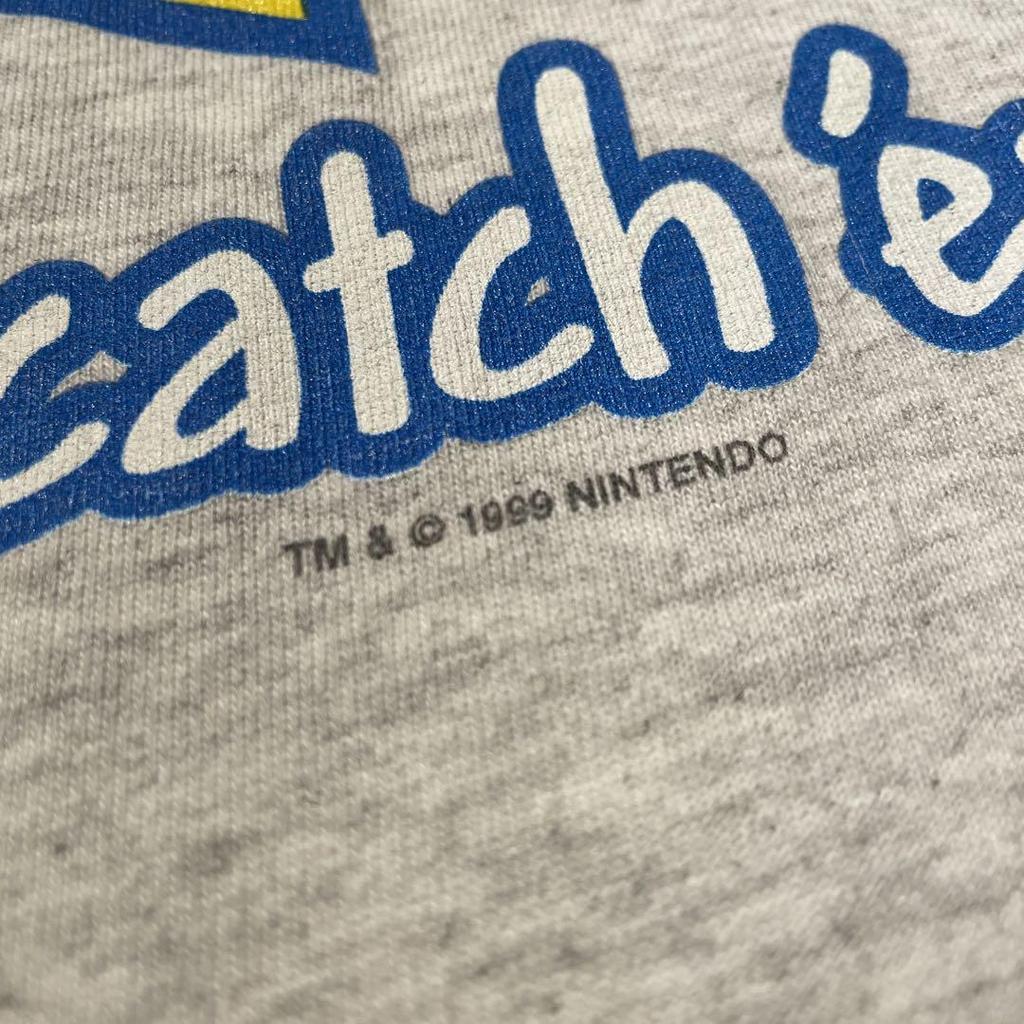 catch 'e
TM & © 1999 NINTENDO